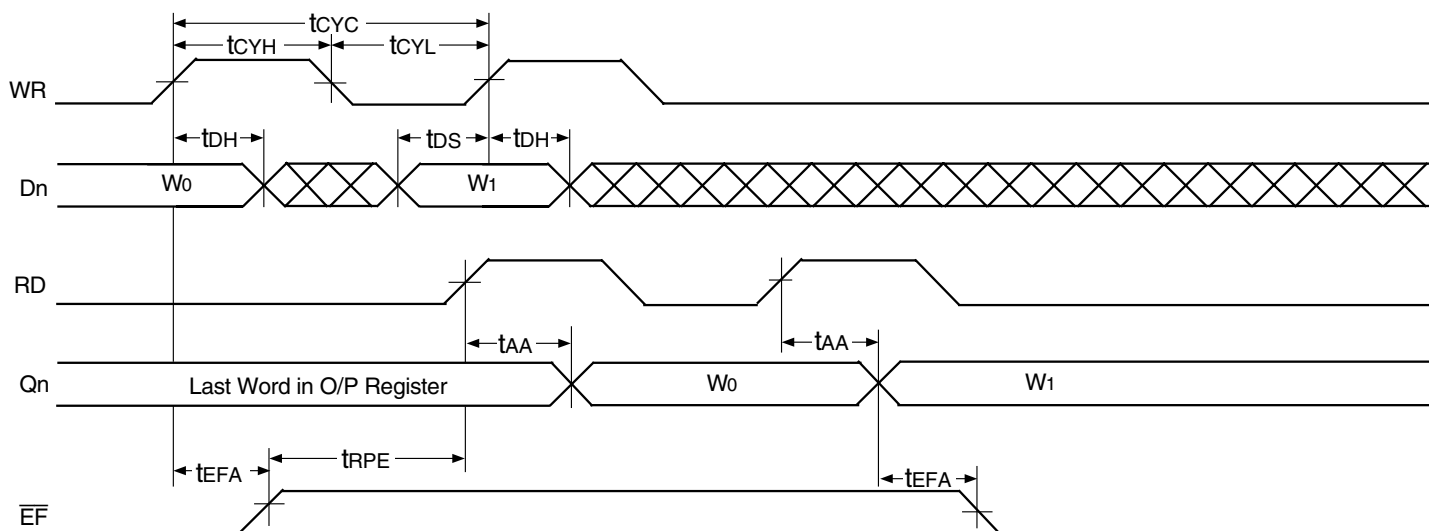 tCYC
tCYH tCYL
WR
tDH tDS tDH
Dn W0 W1
RD
tAA tAA
Qn Last Word in O/P Register W0 W1
tEFA tRPE tEFA
E̅F̅